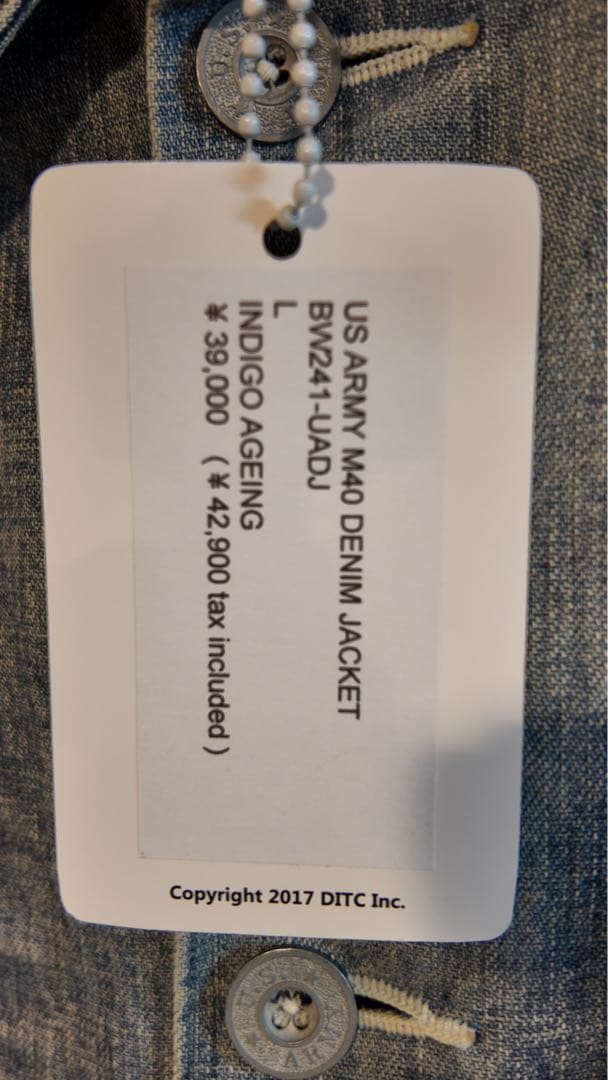 US ARMY M40 DENIM JACKET
BW241-UADJ
L
INDIGO AGEING
¥ 39,000 (¥ 42,900 tax included)
Copyright 2017 DITC Inc.